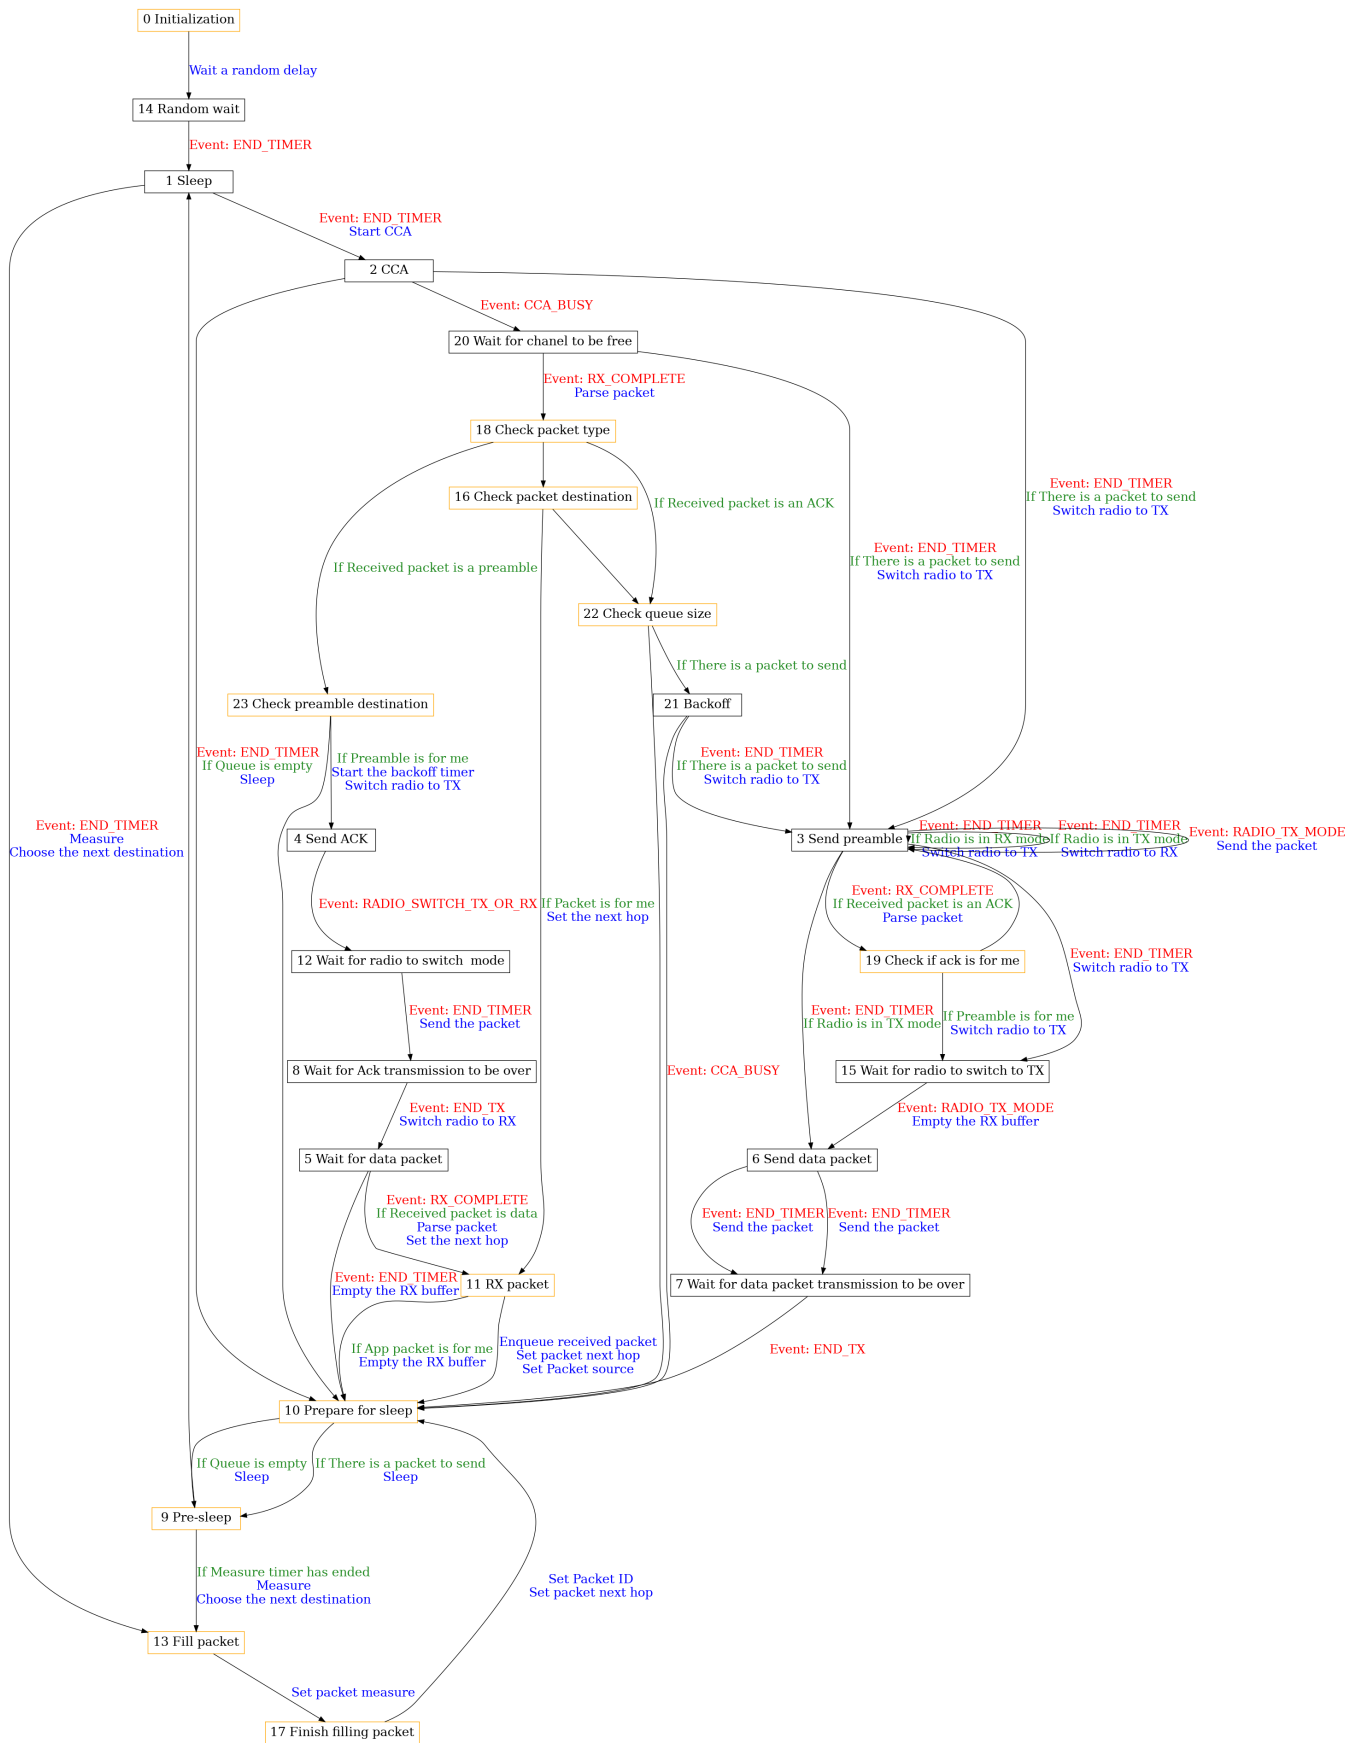 0 Initialization
Wait a random delay
14 Random wait
Event: END_TIMER
1 Sleep
Event: END_TIMER
Start CCA
2 CCA
Event: CCA_BUSY
20 Wait for chanel to be free
Event: RX_COMPLETE
Parse packet
18 Check packet type
16 Check packet destination
If Received packet is an ACK
Event: END_TIMER
If There is a packet to send
Switch radio to TX
Event: END_TIMER
If There is a packet to send
Switch radio to TX
If Received packet is a preamble
22 Check queue size
If There is a packet to send
23 Check preamble destination
21 Backoff
Event: END_TIMER
If Queue is empty
Sleep
If Preamble is for me
Start the backoff timer
Switch radio to TX
Event: END_TIMER
If There is a packet to send
Switch radio to TX
Event: END_TIMER
Measure
Choose the next destination
4 Send ACK
3 Send preamble
Event: END_TIMER
If Radio is in RX mode
Switch radio to TX
Event: END_TIMER
If Radio is in TX mode
Switch radio to RX
Event: RADIO_TX_MODE
Send the packet
Event: RADIO_SWITCH_TX_OR_RX
If Packet is for me
Set the next hop
Event: RX_COMPLETE
If Received packet is an ACK
Parse packet
12 Wait for radio to switch  mode
19 Check if ack is for me
Event: END_TIMER
Switch radio to TX
Event: END_TIMER
Send the packet
Event: END_TIMER
If Radio is in TX mode
If Preamble is for me
Switch radio to TX
8 Wait for Ack transmission to be over
Event: CCA_BUSY
15 Wait for radio to switch to TX
Event: END_TX
Switch radio to RX
Event: RADIO_TX_MODE
Empty the RX buffer
5 Wait for data packet
6 Send data packet
Event: RX_COMPLETE
If Received packet is data
Parse packet
Set the next hop
Event: END_TIMER
Send the packet
Event: END_TIMER
Send the packet
Event: END_TIMER
Empty the RX buffer
11 RX packet
7 Wait for data packet transmission to be over
If App packet is for me
Empty the RX buffer
Enqueue received packet
Set packet next hop
Set Packet source
Event: END_TX
10 Prepare for sleep
If Queue is empty
Sleep
If There is a packet to send
Sleep
9 Pre-sleep
If Measure timer has ended
Measure
Choose the next destination
Set Packet ID
Set packet next hop
13 Fill packet
Set packet measure
17 Finish filling packet